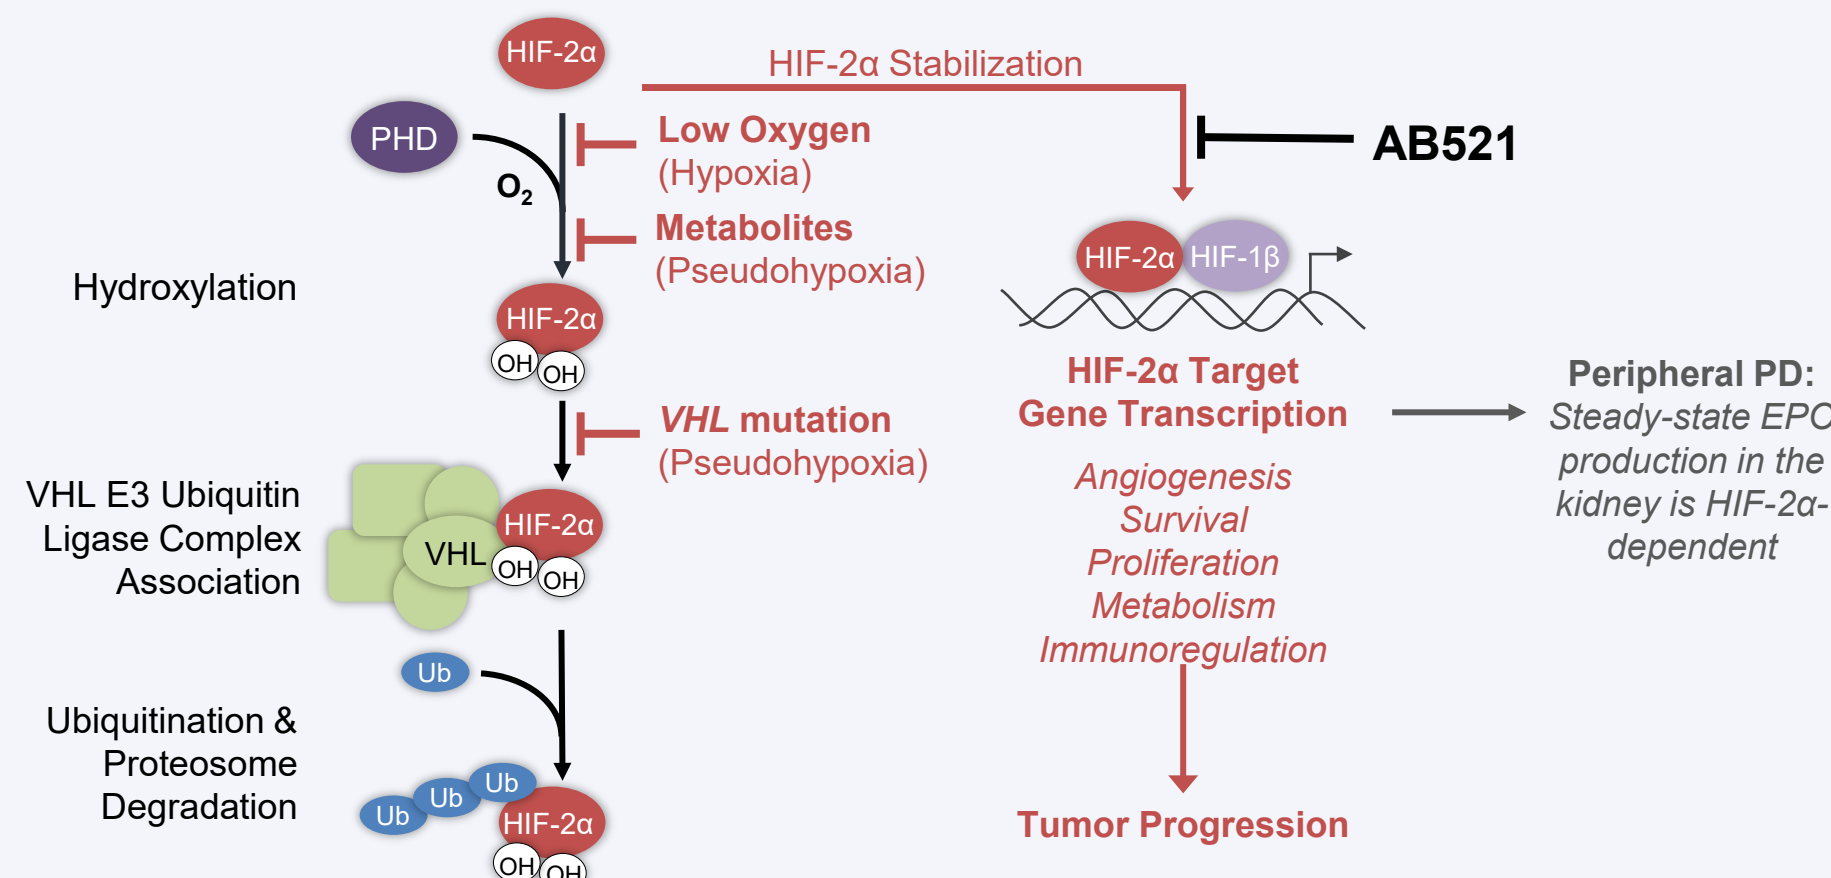 HIF-2α
HIF-2α Stabilization
PHD
O2
Low Oxygen
(Hypoxia)
AB521
Metabolites
(Pseudohypoxia)
HIF-2α
HIF-1β
Hydroxylation
HIF-2α
OH
OH
HIF-2α Target
Gene Transcription
Peripheral PD:
Steady-state EPO
production in the
kidney is HIF-2α-
dependent
VHL mutation
(Pseudohypoxia)
Angiogenesis
Survival
Proliferation
Metabolism
Immunoregulation
VHL E3 Ubiquitin
Ligase Complex
Association
VHL
HIF-2α
OH
OH
Ub
Ubiquitination &
Proteosome
Degradation
Ub
Ub
Ub
HIF-2α
OH
OH
Tumor Progression